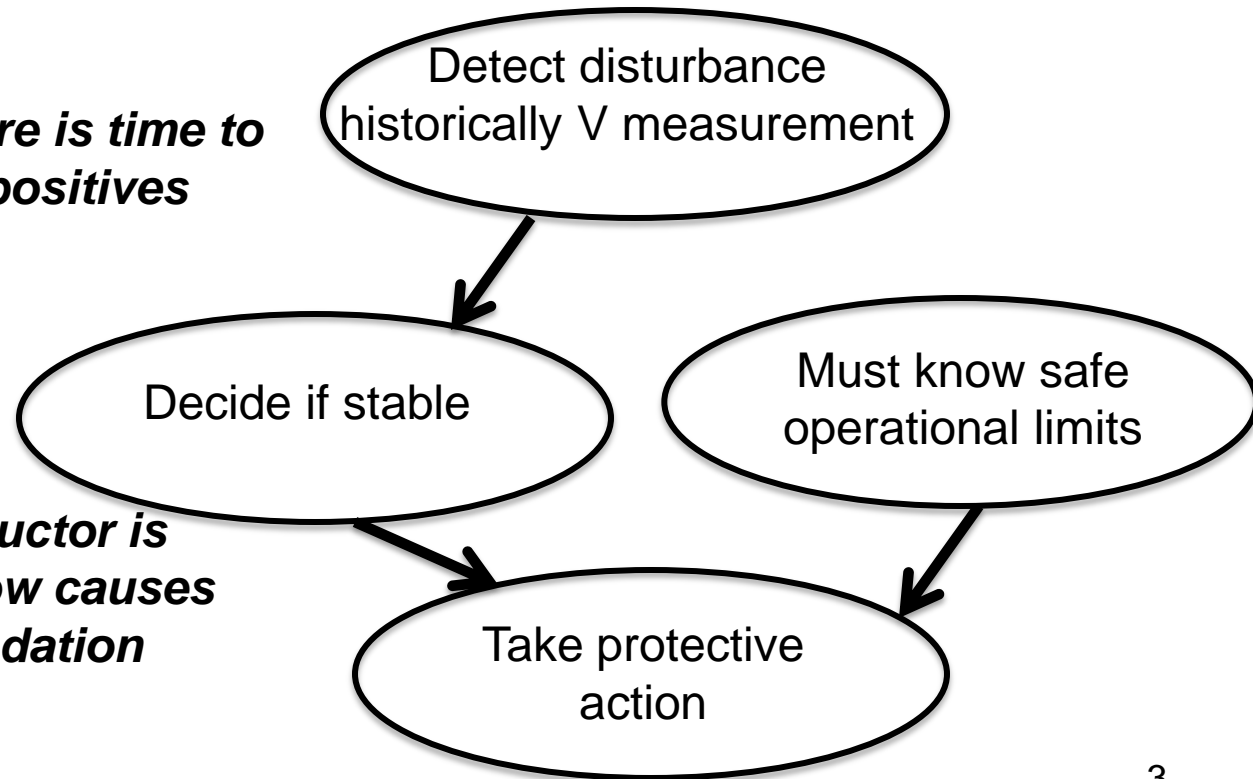 Detect disturbance
historically V measurement
re is time to
positives
Decide if stable
Must know safe
operational limits
uctor is
ow causes
dation
Take protective
action
3